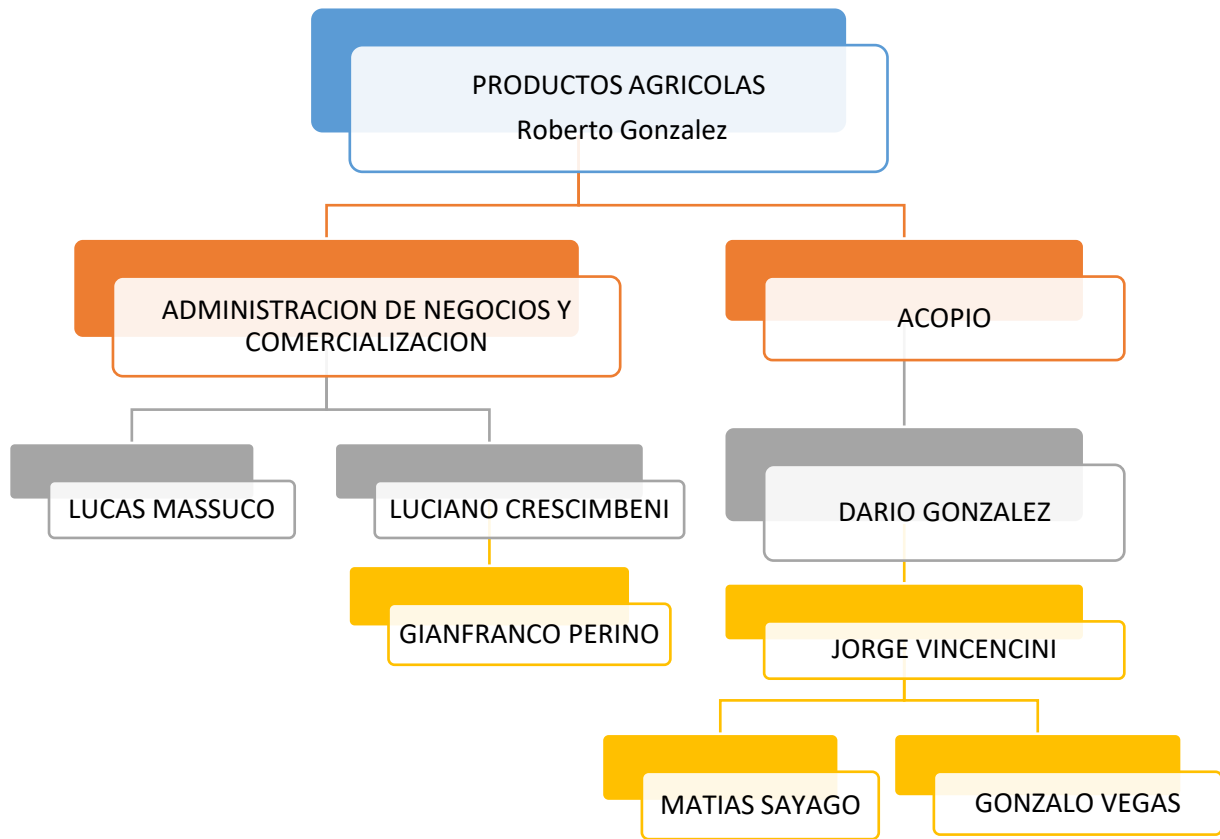 PRODUCTOS AGRICOLAS
Roberto Gonzalez
ADMINISTRACION DE NEGOCIOS Y
COMERCIALIZACION
ACOPIO
LUCAS MASSUCO
LUCIANO CRESCIMBENI
DARIO GONZALEZ
GIANFRANCO PERINO
JORGE VINCENCINI
MATIAS SAYAGO
GONZALO VEGAS